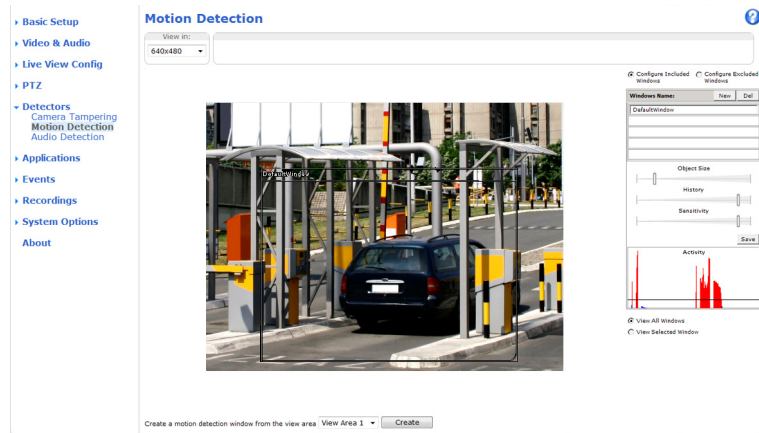 Basic Setup
Video & Audio
Live View Config
PTZ
Detectors
Camera Tampering
Motion Detection
Audio Detection
Applications
Events
Recordings
System Options
About
Motion Detection
?
View in:
640x480
DefaultWindow
Configure Included Windows
Configure Excluded Windows
Windows Name:
New
Del
DefaultWindow
Object Size
History
Sensitivity
Save
Activity
View All Windows
View Selected Window
Create a motion detection window from the view area
View Area 1
Create